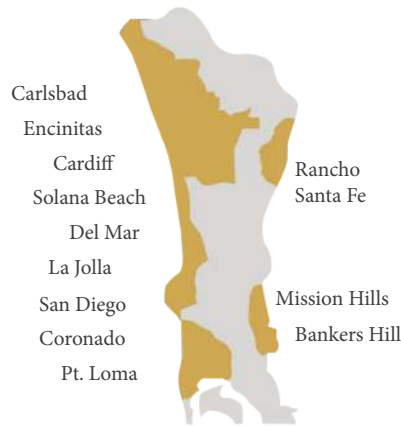 Carlsbad
Encinitas
Cardiff
Solana Beach
Del Mar
La Jolla
San Diego
Coronado
Pt. Loma
Rancho
Santa Fe
Mission Hills
Bankers Hill